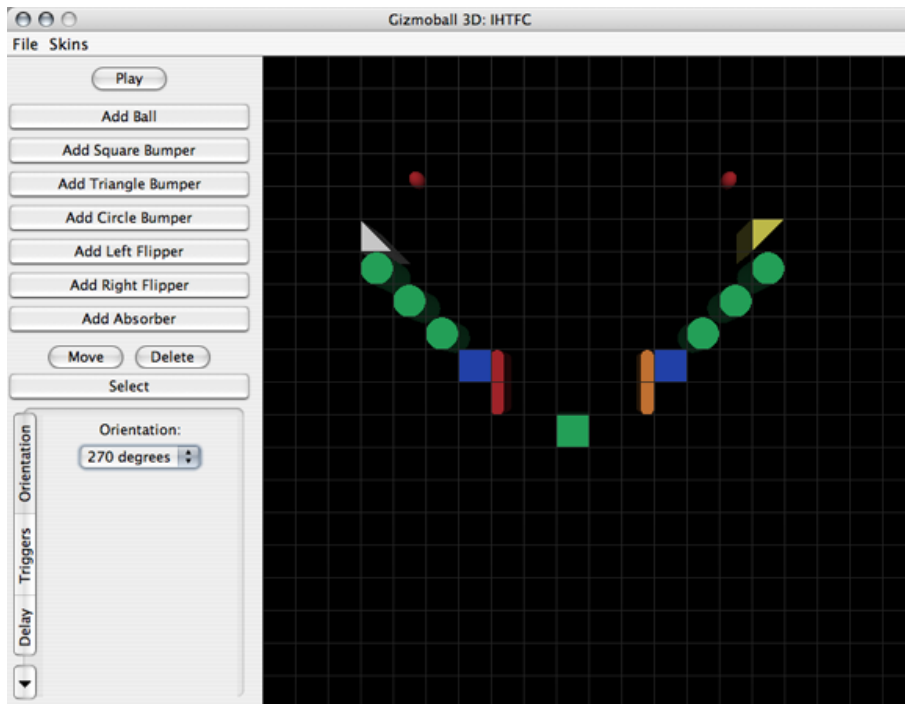 Gizmoball 3D: IHTFC
File Skins
Play
Add Ball
Add Square Bumper
Add Triangle Bumper
Add Circle Bumper
Add Left Flipper
Add Right Flipper
Add Absorber
Move Delete
Select
Orientation
Triggers
Delay
Orientation:
270 degrees